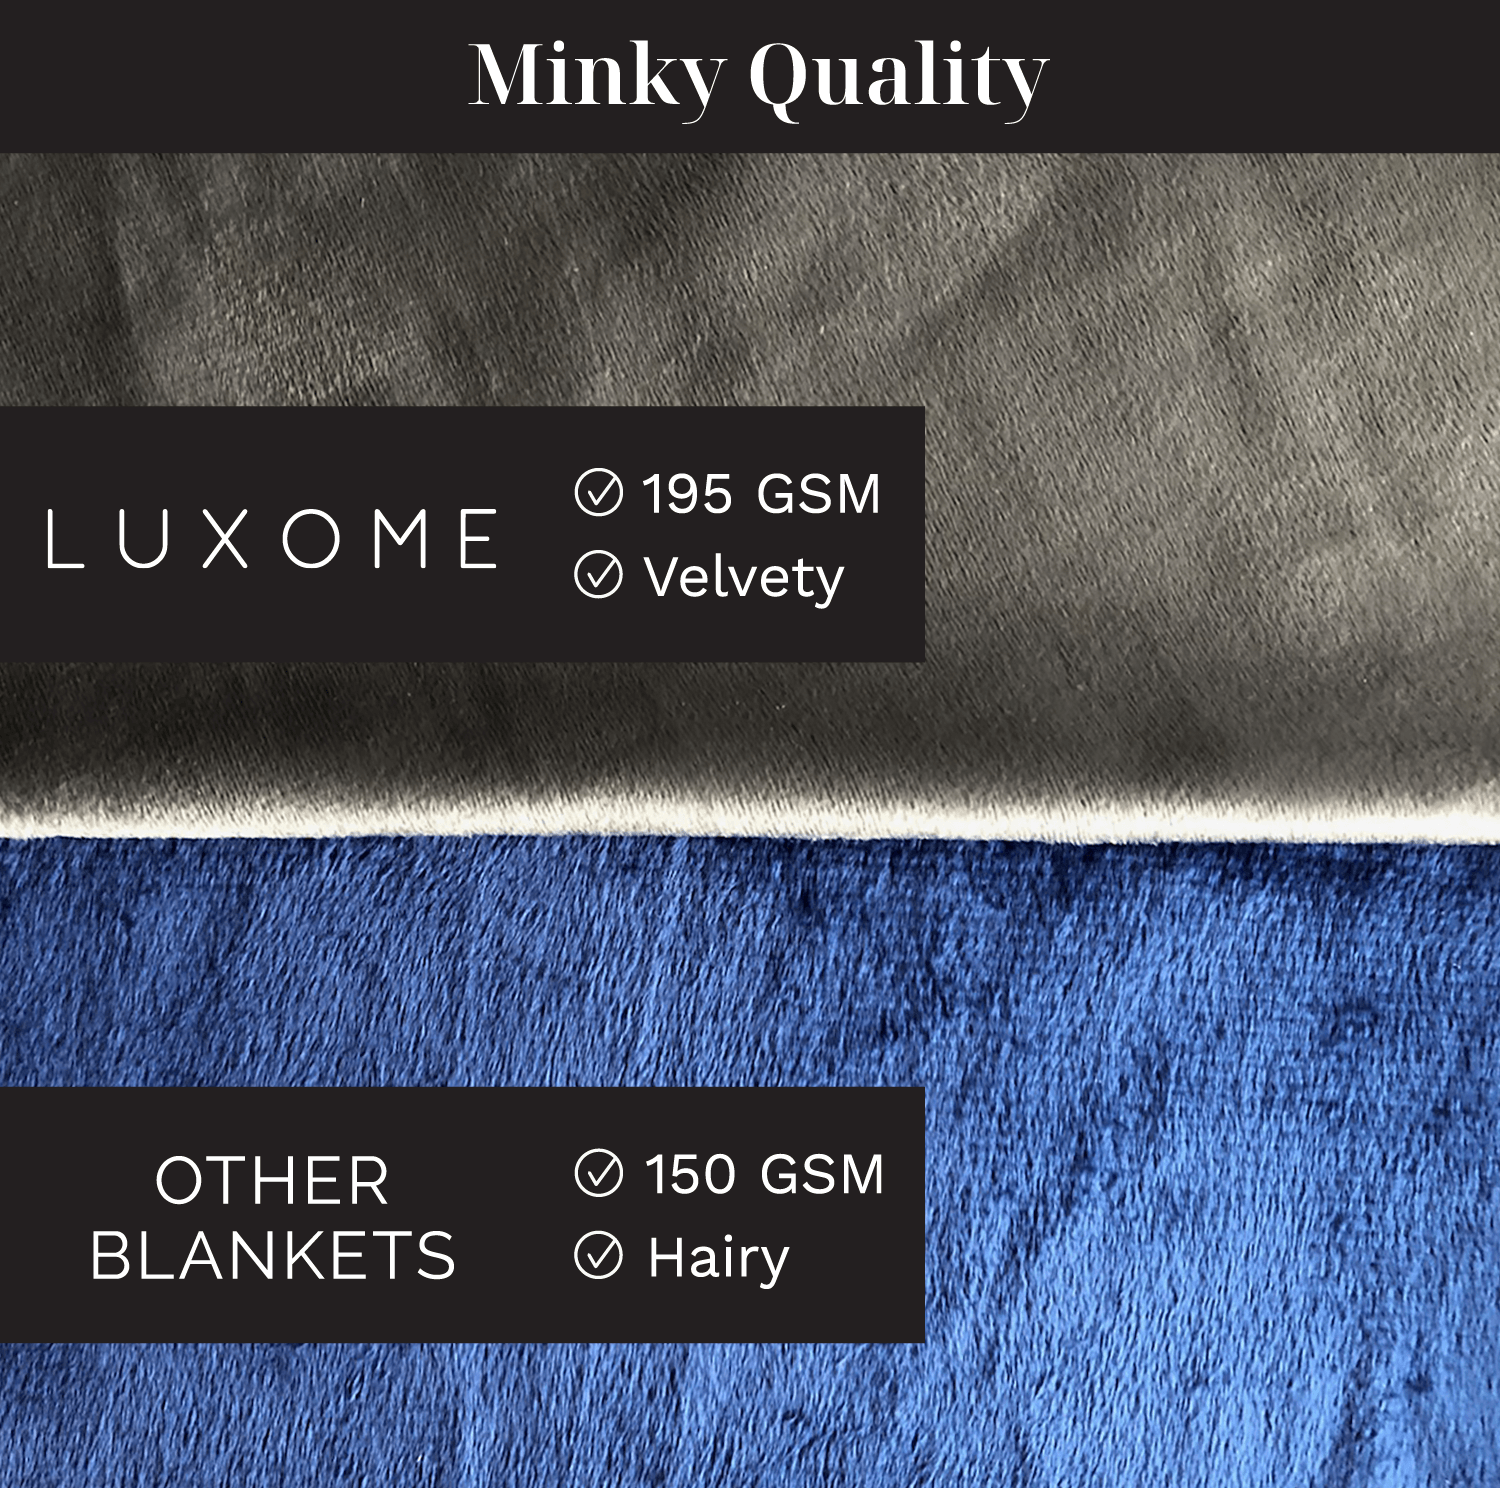 Minky Quality
LUXOME
195 GSM
Velvety
OTHER
BLANKETS
150 GSM
Hairy